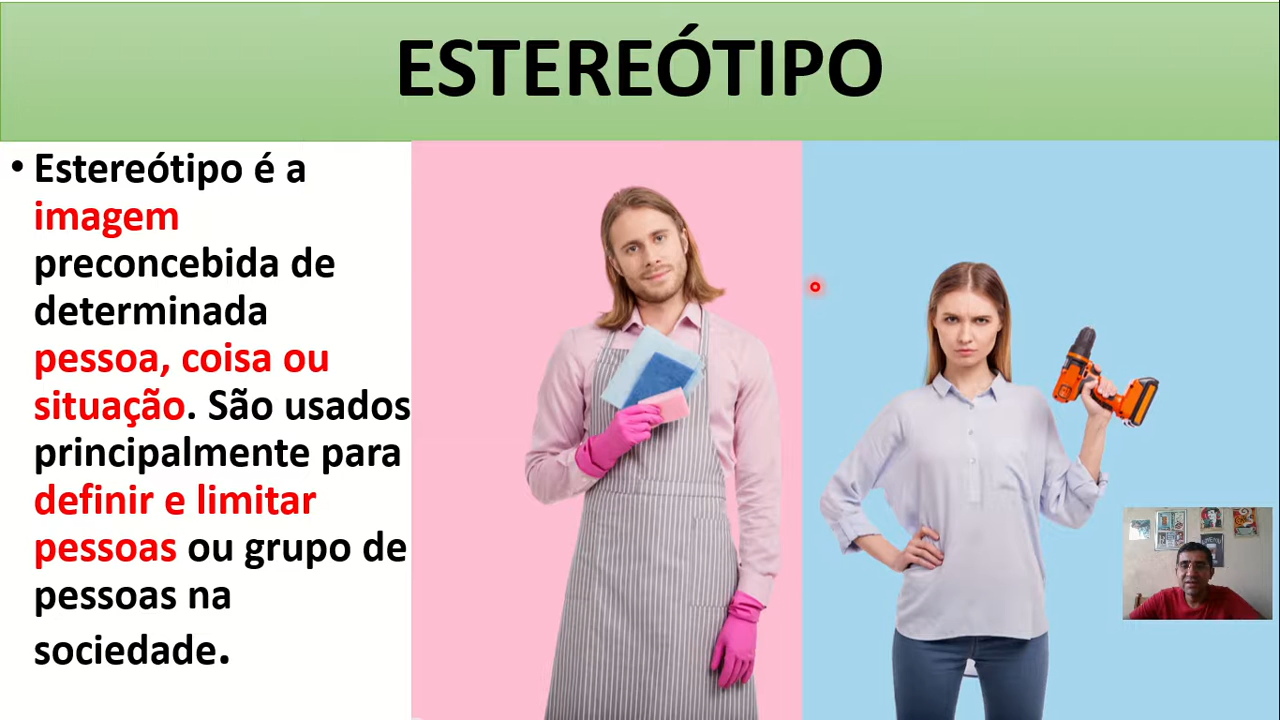 ESTEREÓTIPO
• Estereótipo é a
imagem
preconcebida de
determinada
pessoa, coisa ou
situação. São usados
principalmente para
definir e limitar
pessoas ou grupo de
pessoas na
sociedade.